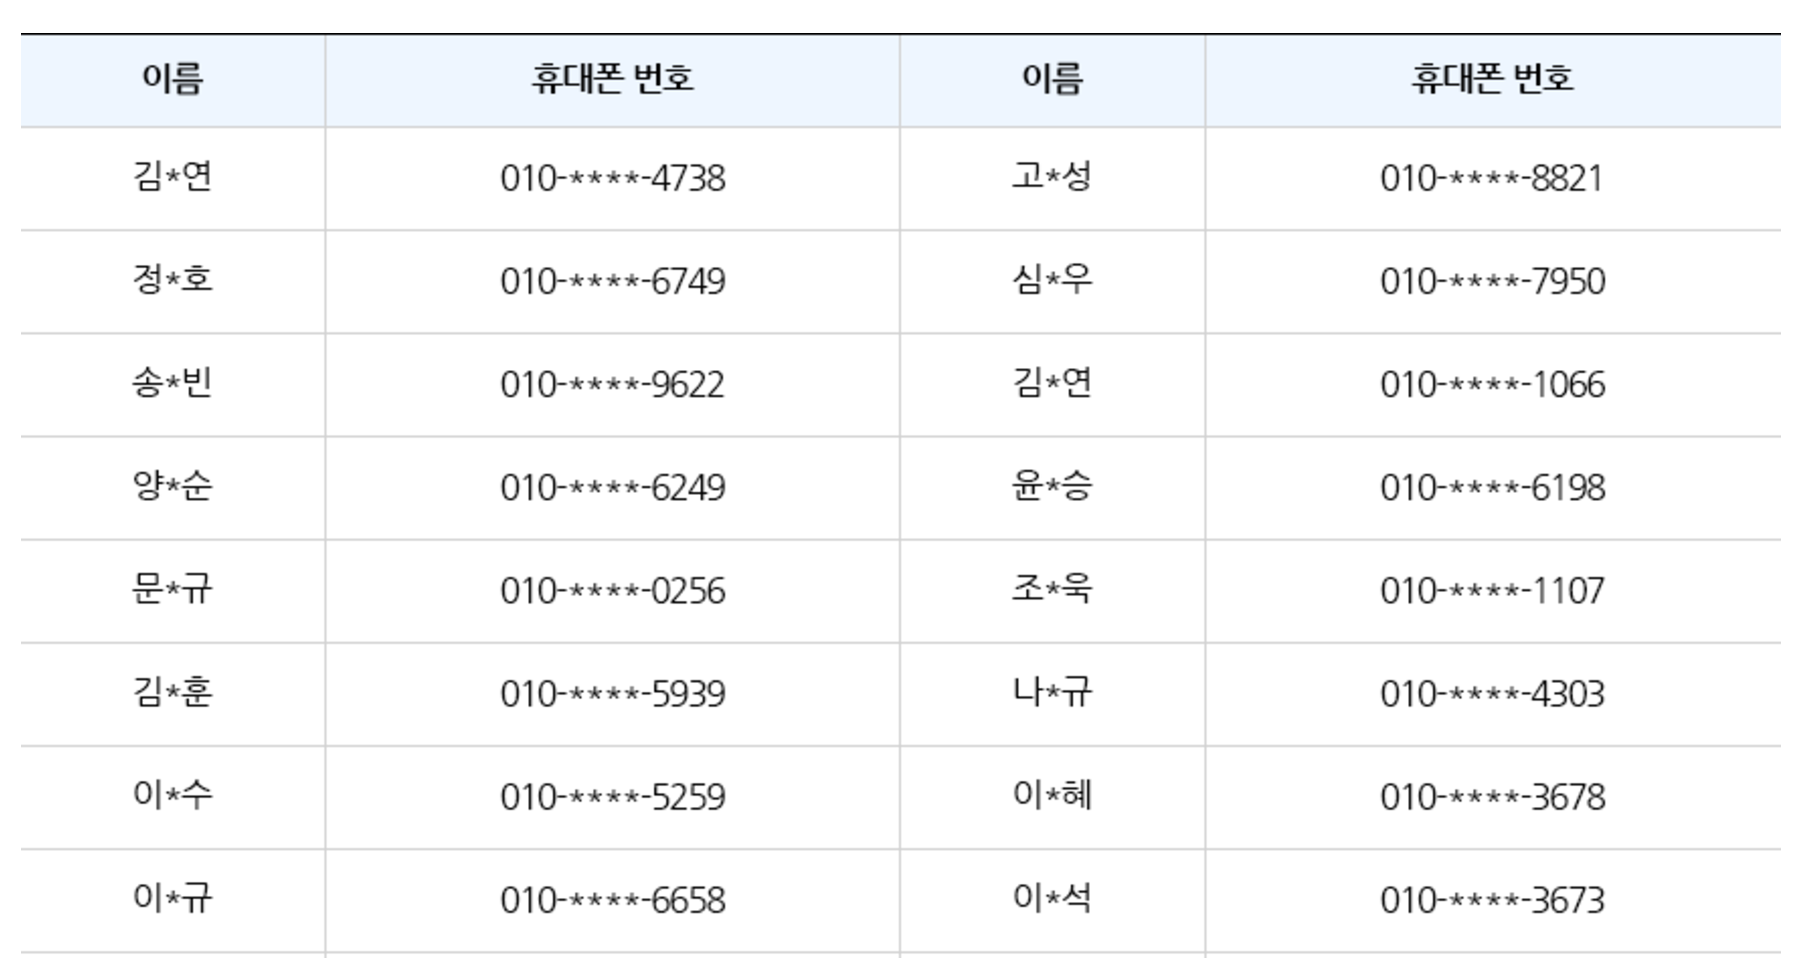 이름 휴대폰 번호 이름 휴대폰 번호
김*연 010-****-4738 고*성 010-****-8821
정*호 010-****-6749 심*우 010-****-7950
송*빈 010-****-9622 김*연 010-****-1066
양*순 010-****-6249 윤*승 010-****-6198
문*규 010-****-0256 조*욱 010-****-1107
김*훈 010-****-5939 나*규 010-****-4303
이*수 010-****-5259 이*혜 010-****-3678
이*규 010-****-6658 이*석 010-****-3673